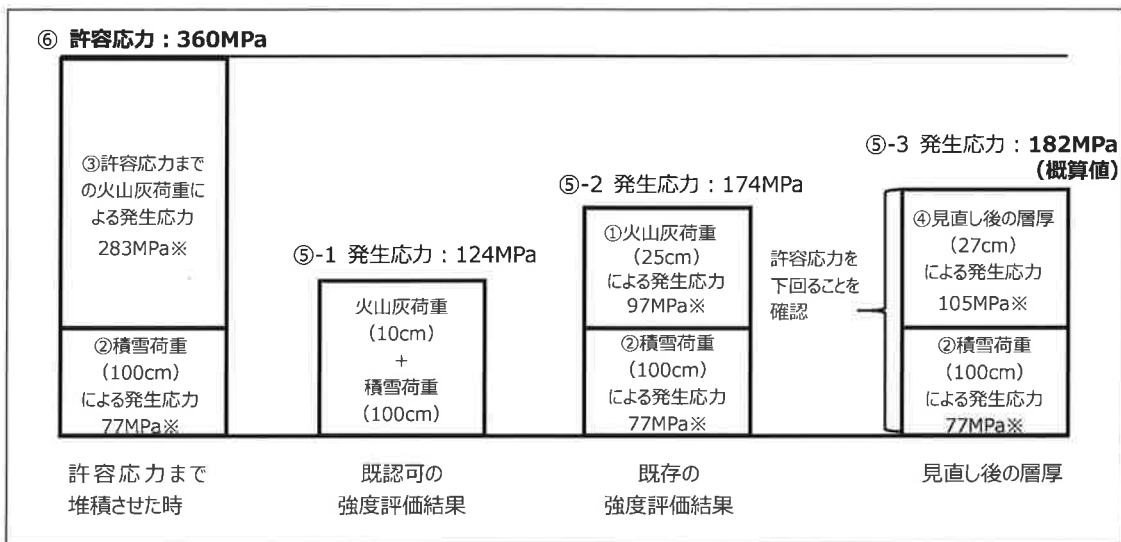 ⑥ 許容応力：360MPa
③許容応力まで
の火山灰荷重に
よる発生応力
283MPa※
②積雪荷重
(100cm)
による発生応力
77MPa※
許容応力まで
堆積させた時
⑤-1 発生応力：124MPa
火山灰荷重
(10cm)
+
積雪荷重
(100cm)
既認可の
強度評価結果
⑤-2 発生応力：174MPa
①火山灰荷重
(25cm)
による発生応力
97MPa※
②積雪荷重
(100cm)
による発生応力
77MPa※
既存の
強度評価結果
許容応力を
下回ることを
確認
⑤-3 発生応力：182MPa
(概算値)
④見直し後の層厚
(27cm)
による発生応力
105MPa※
②積雪荷重
(100cm)
による発生応力
77MPa※
見直し後の層厚